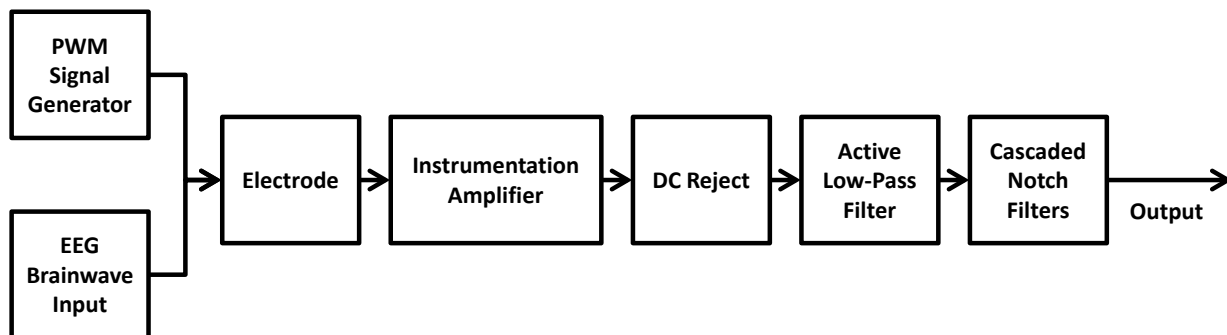 PWM
Signal
Generator
EEG
Brainwave
Input
Electrode
Instrumentation
Amplifier
DC Reject
Active
Low-Pass
Filter
Cascaded
Notch
Filters
Output